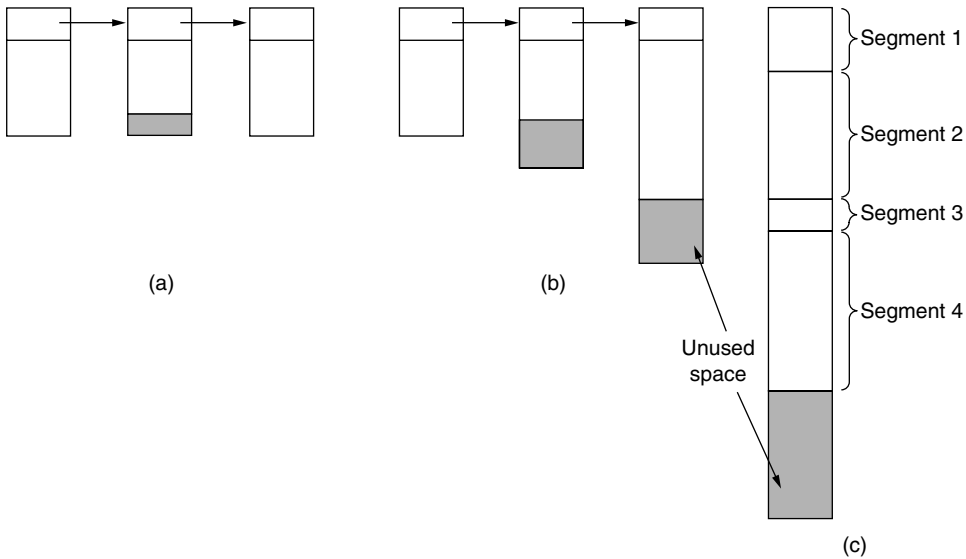 Segment 1
Segment 2
Segment 3
Segment 4
(a)
(b)
Unused
space
(c)